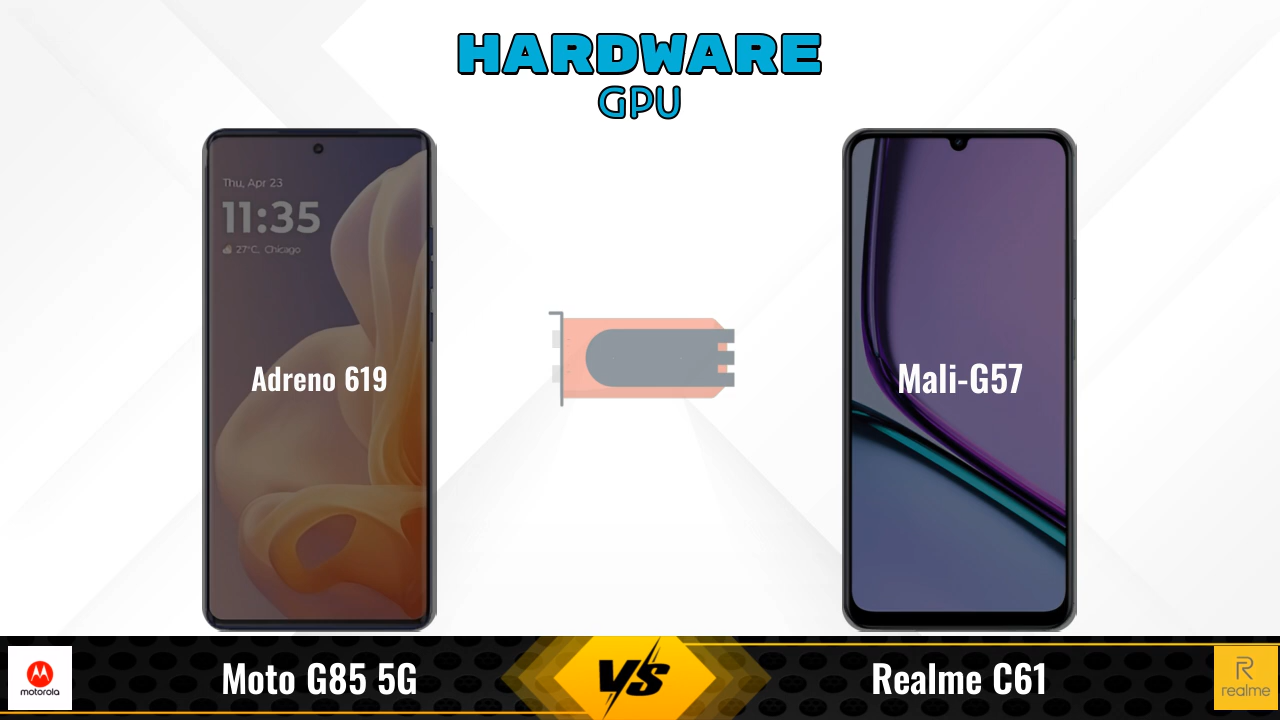 HARDWARE
GPU
Thu, Apr 23
11:35
27°C, Chicago
Adreno 619
Mali-G57
motorola
Moto G85 5G
VS
Realme C61
R
realme